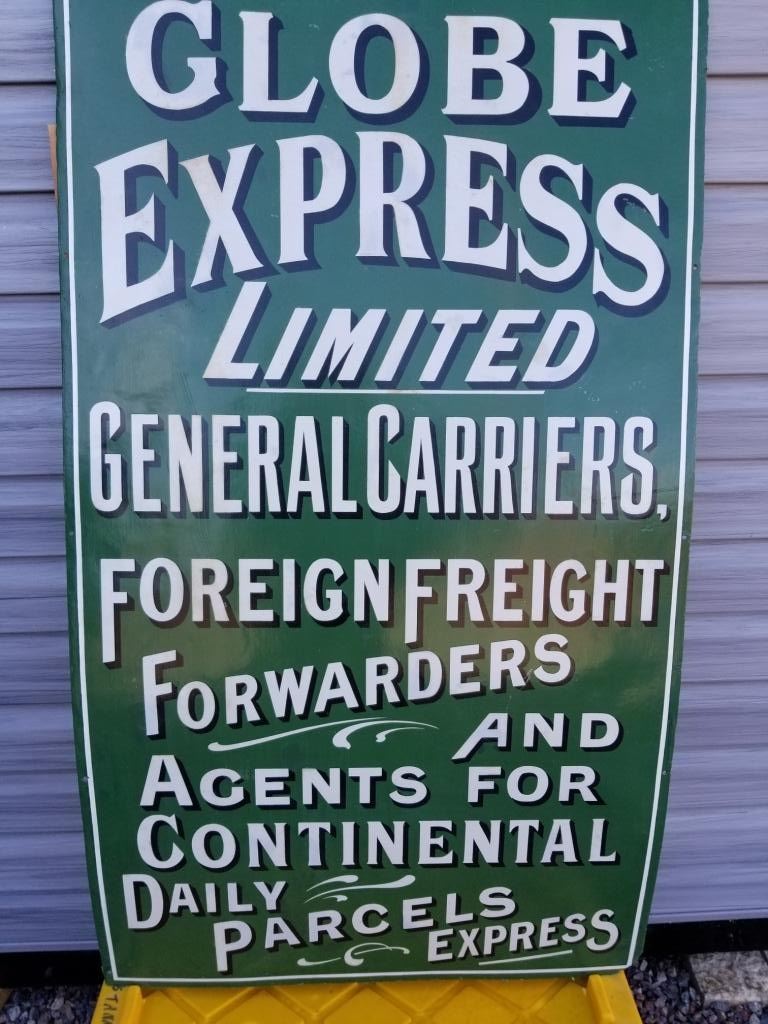 GLOBE
EXPRESS
LIMITED
GENERAL CARRIERS,
FOREIGN FREIGHT
FORWARDERS
AND
AGENTS FOR
CONTINENTAL
DAILY
PARCELS
EXPRESS